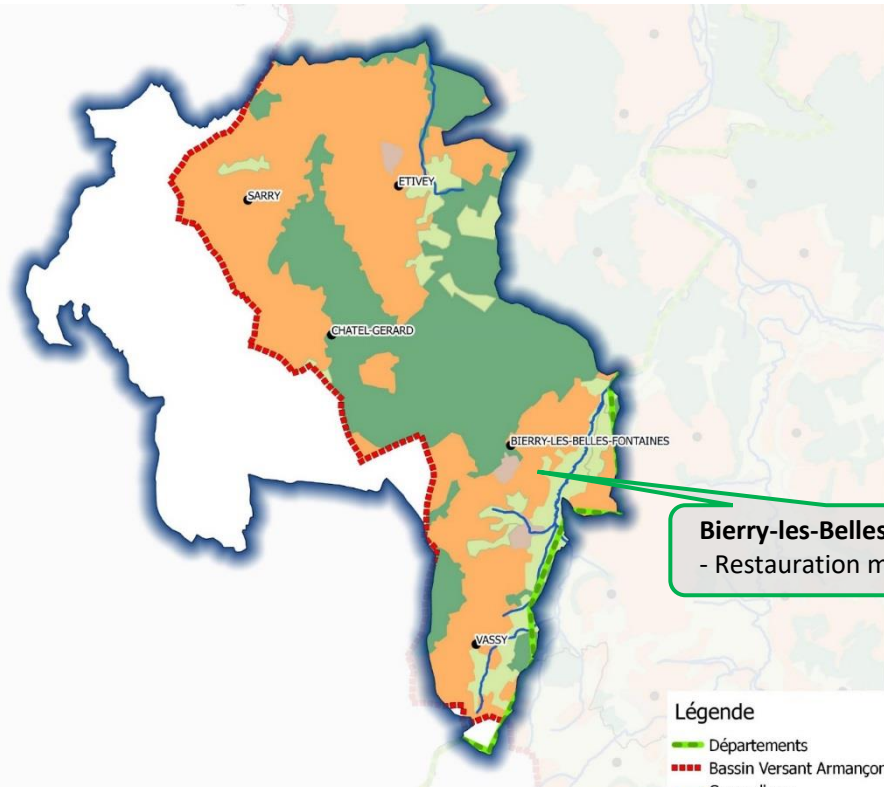 ETIVEY
SARRY
CHATEL-GERARD
BIERRY-LES-BELLES-FONTAINES
Bierry-les-Belles
- Restauration m
VASSY
Légende
Départements
Bassin Versant Armançon